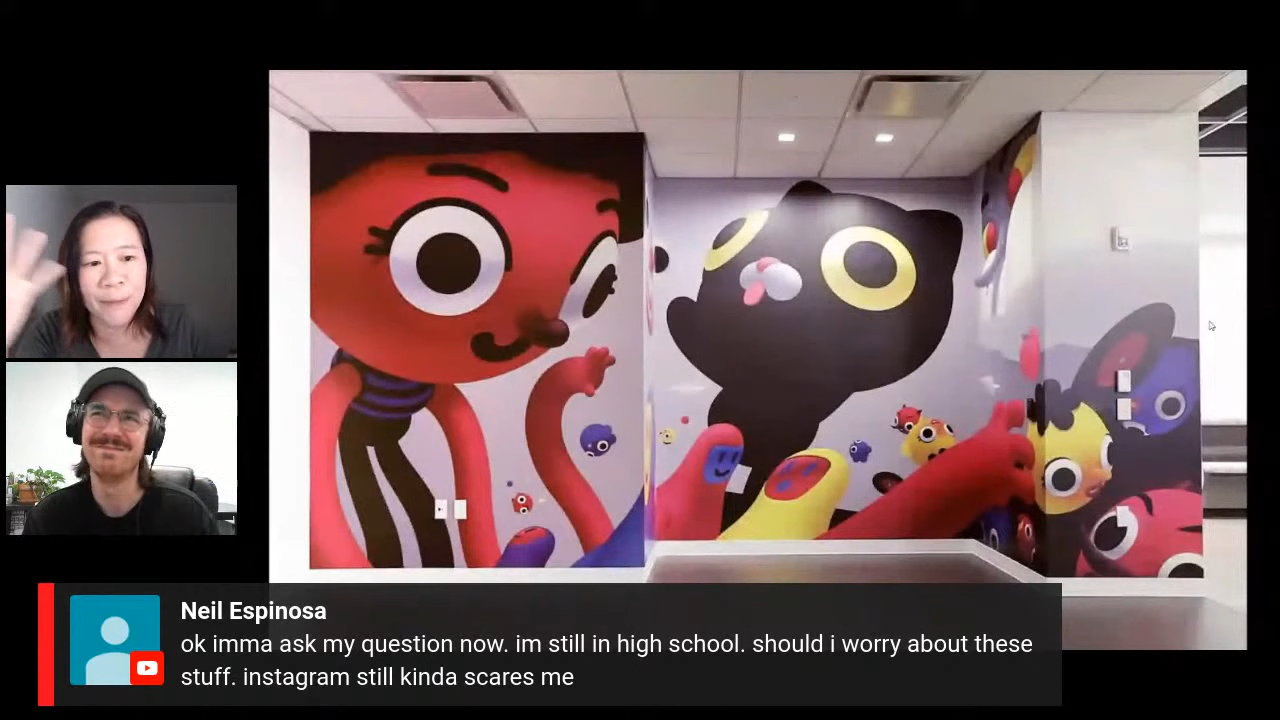 Neil Espinosa
ok imma ask my question now. im still in high school. should i worry about these
stuff. instagram still kinda scares me